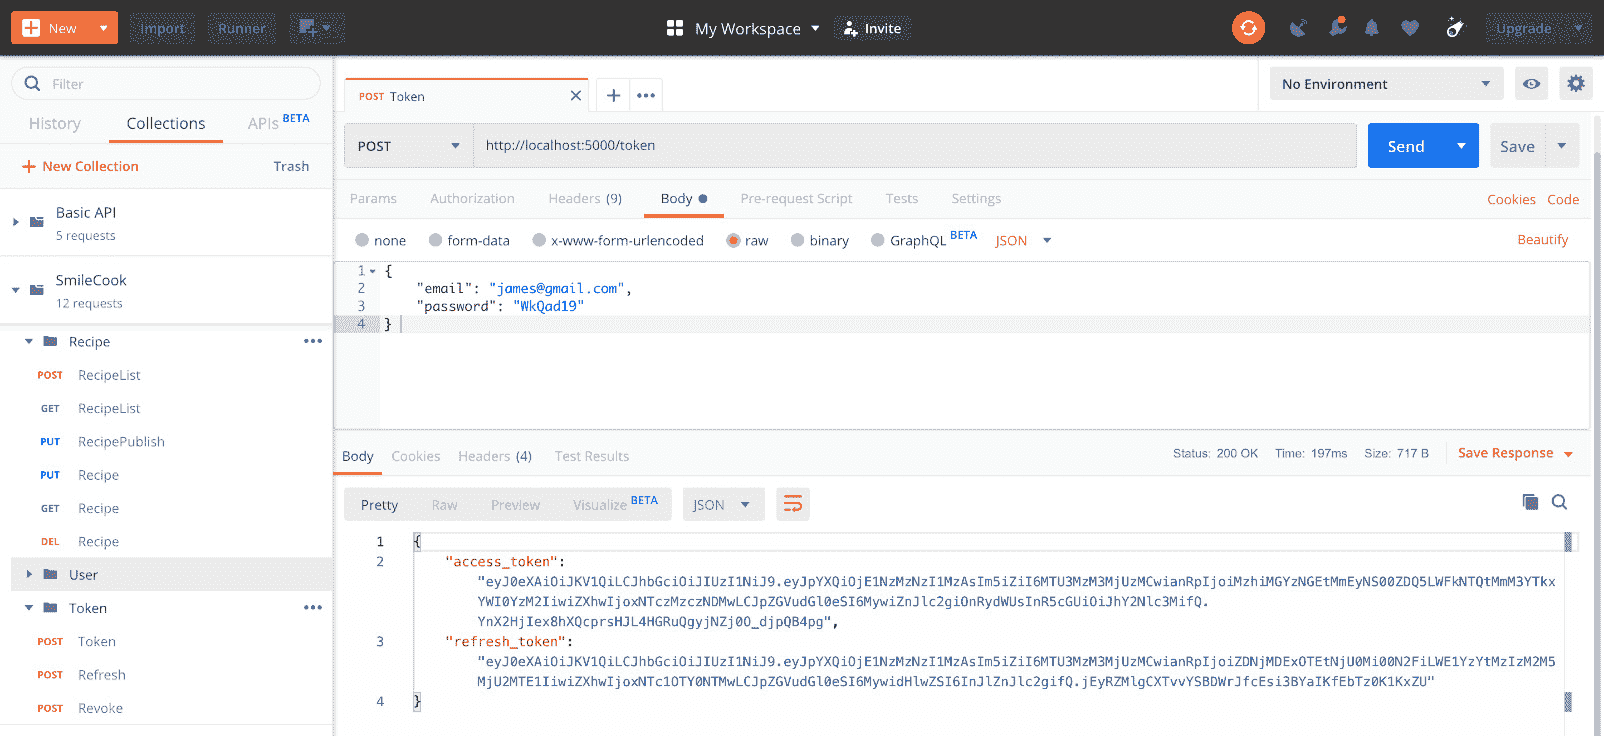 New Import Runner My Workspace Invite Upgrade
Filter
History Collections APIs BETA
New Collection Trash
Basic API
5 requests
SmileCook
12 requests
Recipe
POST RecipeList
GET RecipeList
PUT RecipePublish
PUT Recipe
GET Recipe
DEL Recipe
User
Token
POST Token
POST Refresh
POST Revoke
POST Token
No Environment
POST http://localhost:5000/token Send Save
Params Authorization Headers (9) Body Pre-request Script Tests Settings Cookies Code
none form-data x-www-form-urlencoded raw binary GraphQL BETA JSON Beautify
1 {
2 "email": "james@gmail.com",
3 "password": "WkQad19"
4 }
Body Cookies Headers (4) Test Results Status: 200 OK Time: 197ms Size: 717 B Save Response
Pretty Raw Preview Visualize BETA JSON
1 {
2 "access_token":
"eyJ0eXAiOiJKV1QiLCJhbGciOiJIUzI1NiJ9.eyJpYXQiOjE1NzMzNzI1MzAsIm5iZiI6MTU3MzM3MjUzMCwianRpIjoiMzhiMGYzNGEtMmEyNS00ZDQ5LWFkNTQtMmM3YTkx
YWI0YzM2IiwiZXhwIjoxNTczMzczNDMwLCJpZGVudGl0eSI6MywiZnJlc2giOnRydWUsInR5cGUiOiJhY2Nlc3MifQ.
YnX2HjIex8hXQcprsHJL4HGRuQgyjNZj0O_djpQB4pg",
3 "refresh_token":
"eyJ0eXAiOiJKV1QiLCJhbGciOiJIUzI1NiJ9.eyJpYXQiOjE1NzMzNzI1MzAsIm5iZiI6MTU3MzM3MjUzMCwianRpIjoiZDNjMDExOTEtNjU0Mi00N2FiLWE1YzYtMzIzM2M5
MjU2MTE1IiwiZXhwIjoxNTc1OTY0NTMwLCJpZGVudGl0eSI6MywidHlwZSI6InJlZnJlc2gifQ.jEyRZMlgCXTvvYSBDWrJfcEsi3BYaIKfEbTz0K1KxZU"
4 }